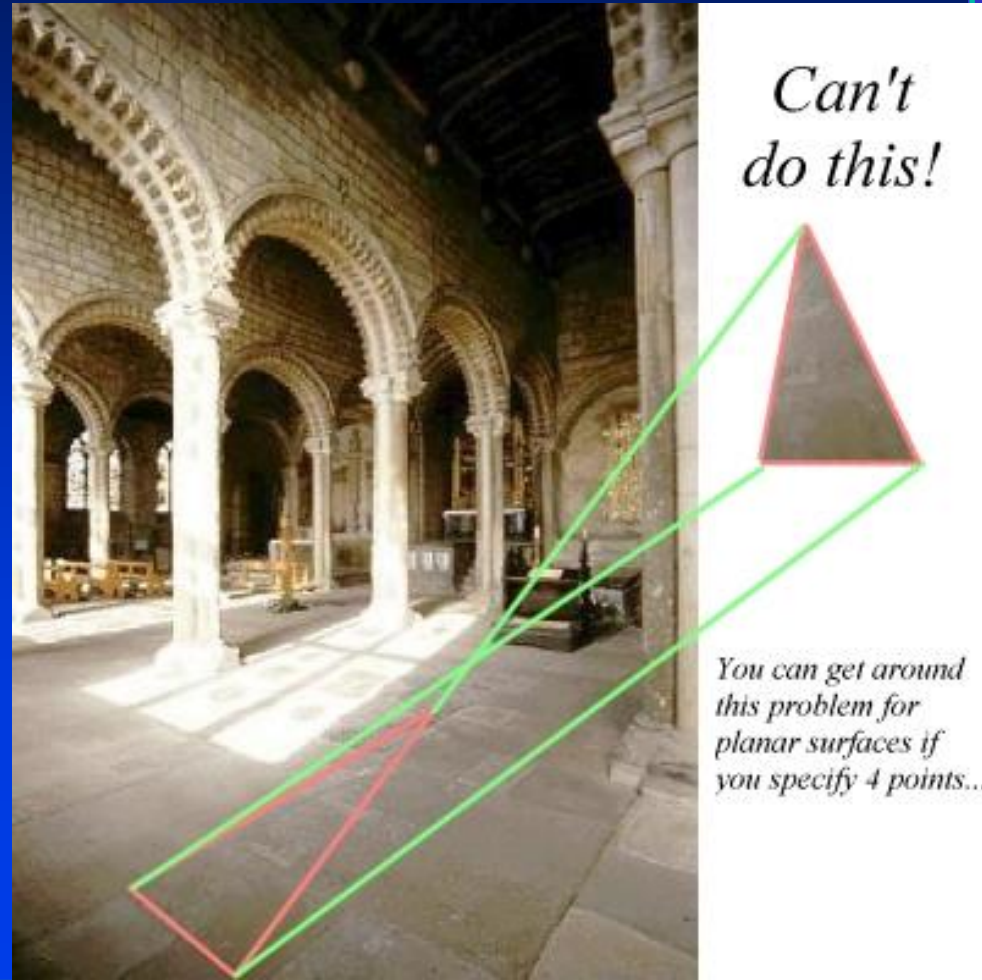 Can't
do this!
You can get around
this problem for
planar surfaces if
you specify 4 points...